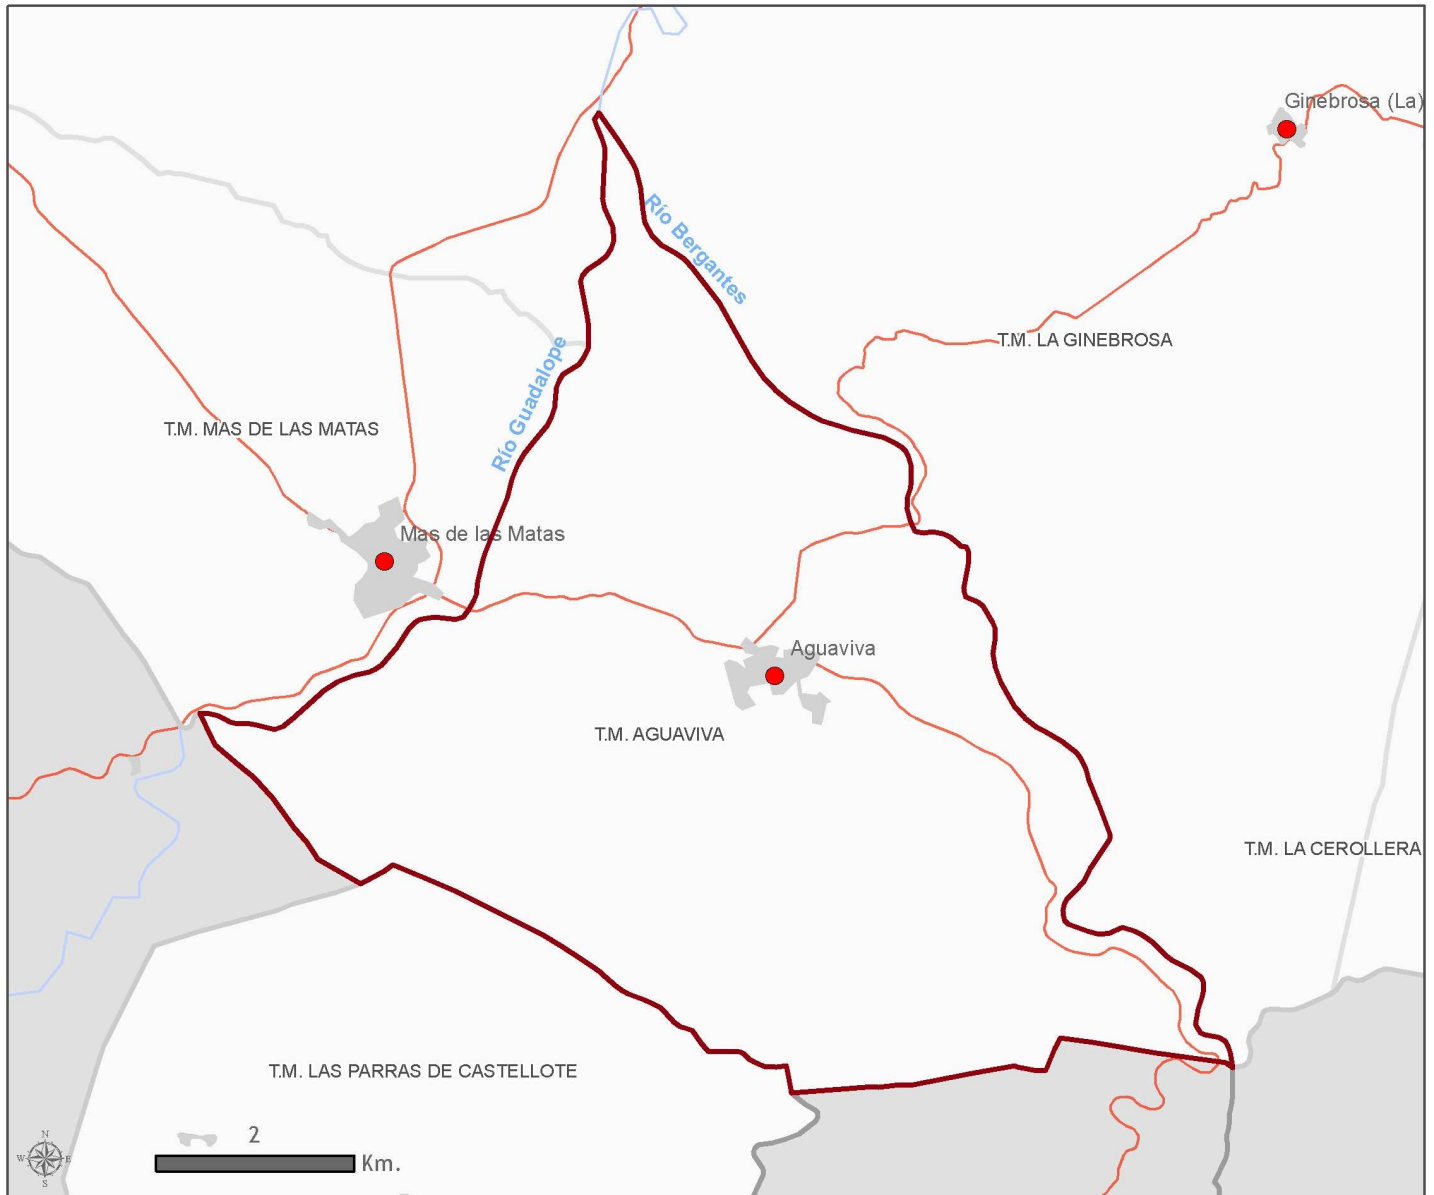 Ginebrosa (La)
Río Bergantes
T.M. LA GINEBROSA
Río Guadalope
T.M. MAS DE LAS MATAS
Mas de las Matas
Aguaviva
T.M. AGUAVIVA
T.M. LA CEROLLERA
T.M. LAS PARRAS DE CASTELLOTE
2
Km.
N
W
E
S